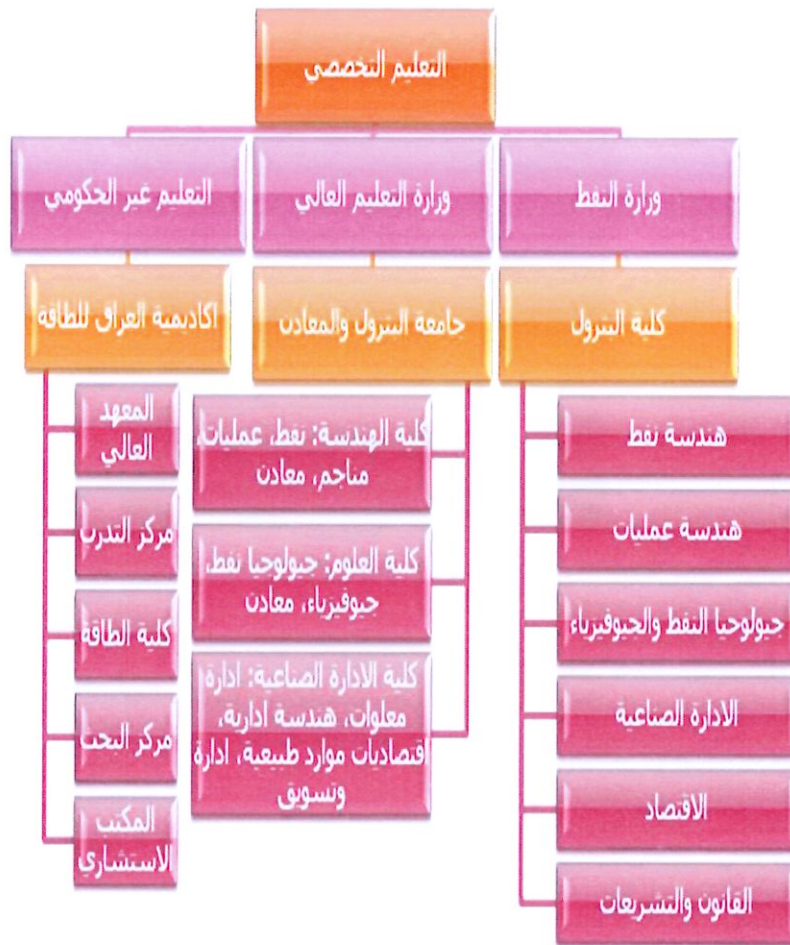 التعليم التخصصي
وزارة النفط
وزارة التعليم العالي
التعليم غير الحكومي
كلية البترول
جامعة البترول والمعادن
اكاديمية العراق للطاقة
هندسة نفط
هندسة عمليات
جيولوجيا النفط والجيوفيزياء
الادارة الصناعية
الاقتصاد
القانون والتشريعات
كلية الهندسة: نفط، عمليات،
مناجم، معادن
كلية العلوم: جيولوجيا نفط،
جيوفيزياء، معادن
كلية الادارة الصناعية: ادارة
معلوات، هندسة ادارية،
اقتصاديات موارد طبيعية، ادارة
وتسويق
المعهد
العالي
مركز التدرب
كلية الطاقة
مركز البحث
المكتب
الاستشاري